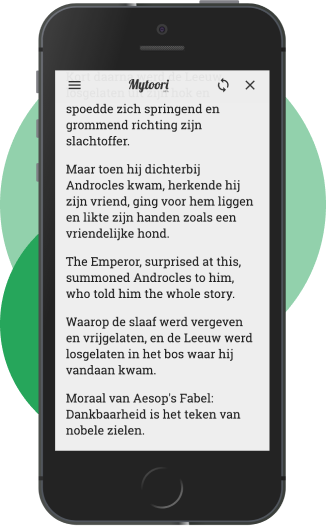 Mytoori
spoedde zich springend en
grommend richting zijn
slachtoffer.
Maar toen hij dichterbij
Androcles kwam, herkende hij
zijn vriend, ging voor hem liggen
en likte zijn handen zoals een
vriendelijke hond.
The Emperor, surprised at this,
summoned Androcles to him,
who told him the whole story.
Waarop de slaaf werd vergeven
en vrijgelaten, en de Leeuw werd
losgelaten in het bos waar hij
vandaan kwam.
Moraal van Aesop's Fabel:
Dankbaarheid is het teken van
nobele zielen.